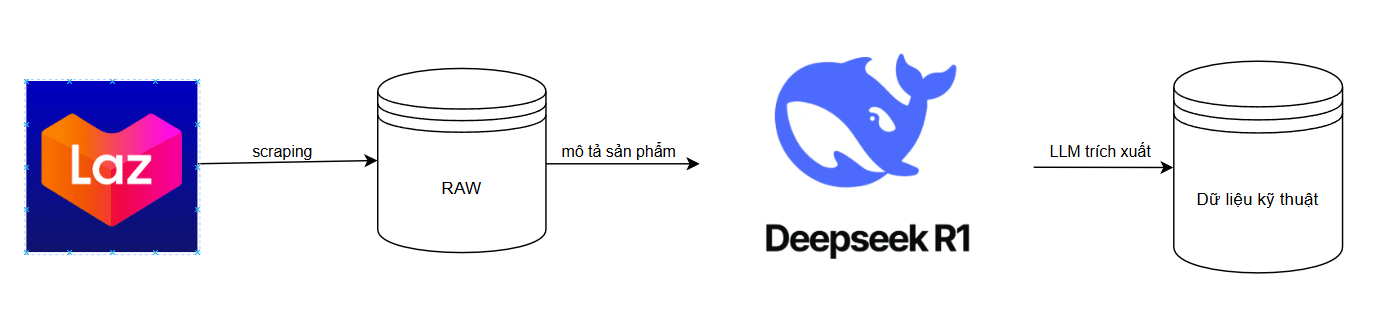 Laz
scraping
RAW
mô tả sản phẩm
Deepseek R1
LLM trích xuất
Dữ liệu kỹ thuật